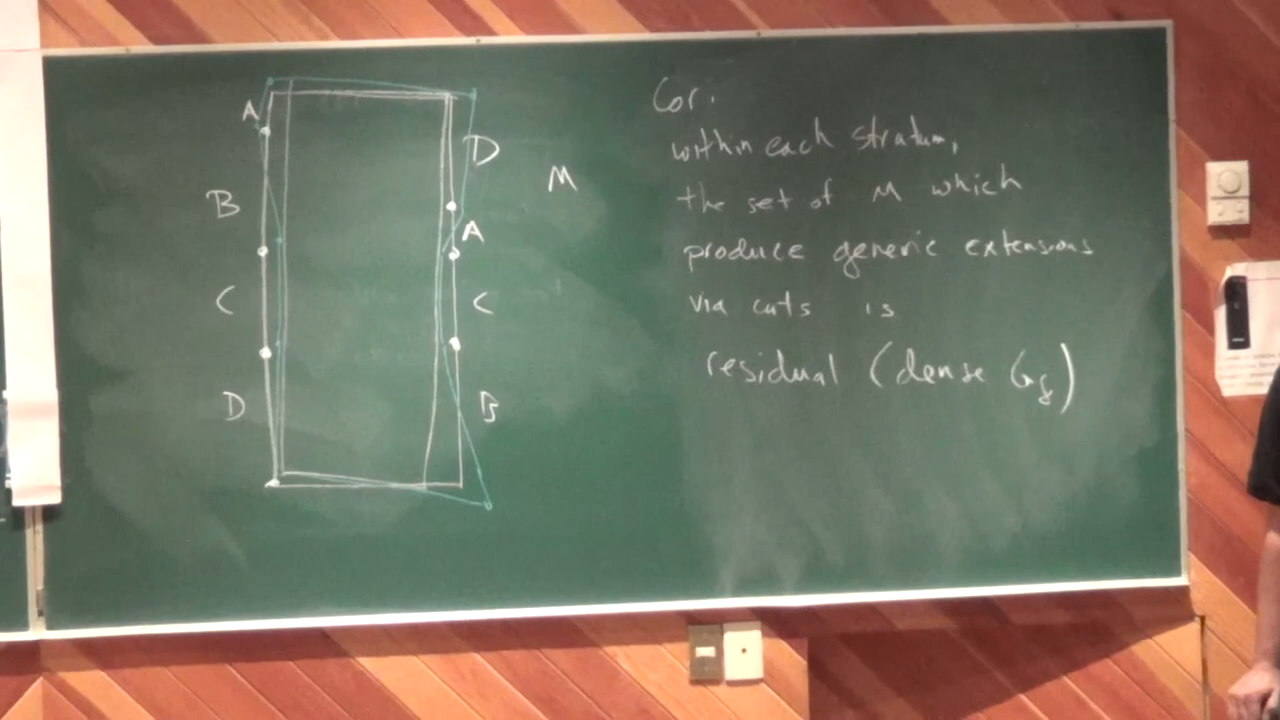 A
B
C
D
D
A
C
B
M
Cor.
within each stratum,
the set of M which
produce generic extensions
via cuts is
residual (dense Gδ)